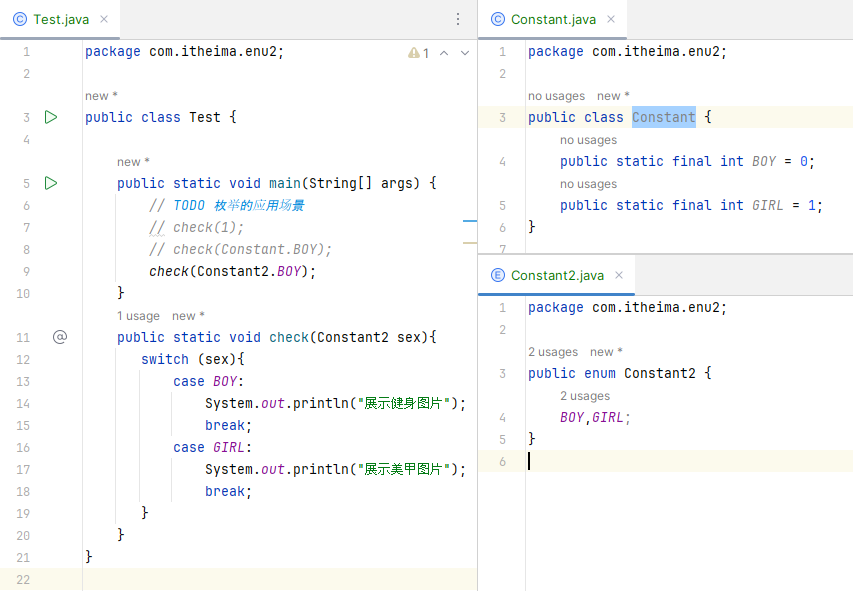 Test.java
1 package com.itheima.enu2;
1
2
new *
3 public class Test {
4
new *
5 public static void main(String[] args) {
6 // TODO 枚举的应用场景
7 // check(1);
8 // check(Constant.BOY);
9 check(Constant2.BOY);
10 }
1 usage new *
11 @ public static void check(Constant2 sex){
12 switch (sex){
13 case BOY:
14 System.out.println("展示健身图片");
15 break;
16 case GIRL:
17 System.out.println("展示美甲图片");
18 break;
19 }
20 }
21 }
22
C Constant.java
1 package com.itheima.enu2;
2
no usages new *
3 public class Constant {
no usages
4 public static final int BOY = 0;
no usages
5 public static final int GIRL = 1;
6 }
7
E Constant2.java
1 package com.itheima.enu2;
2
2 usages new *
3 public enum Constant2 {
2 usages
4 BOY,GIRL;
5 }
6